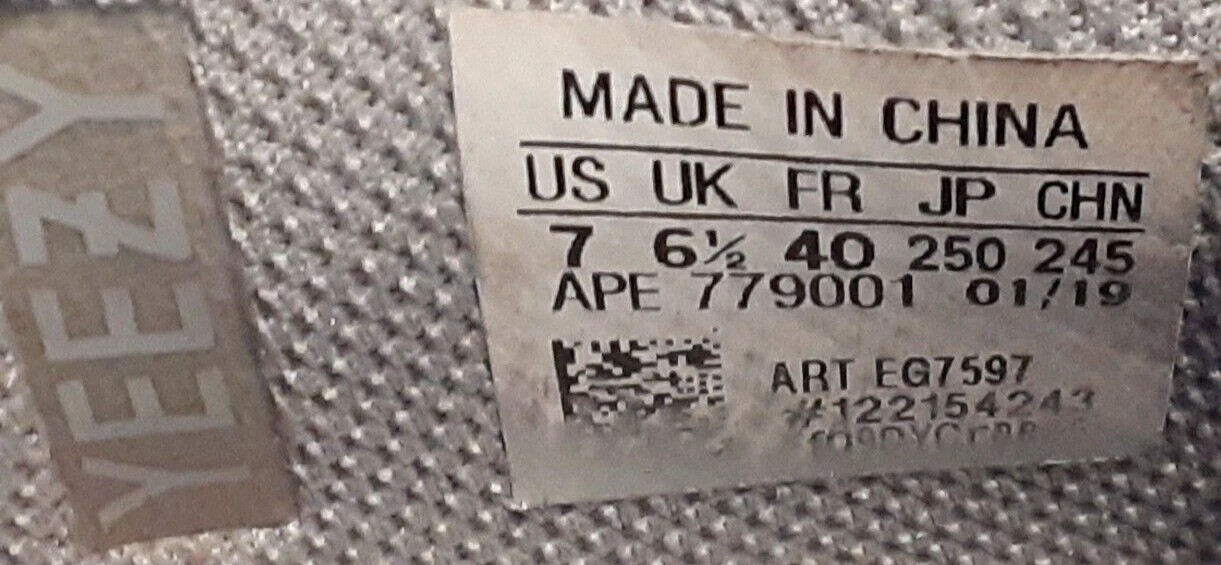 YEEZY
MADE IN CHINA
US UK FR JP CHN
7 6½ 40 250 245
APE 779001 01/19
ART EG7597
#122154243